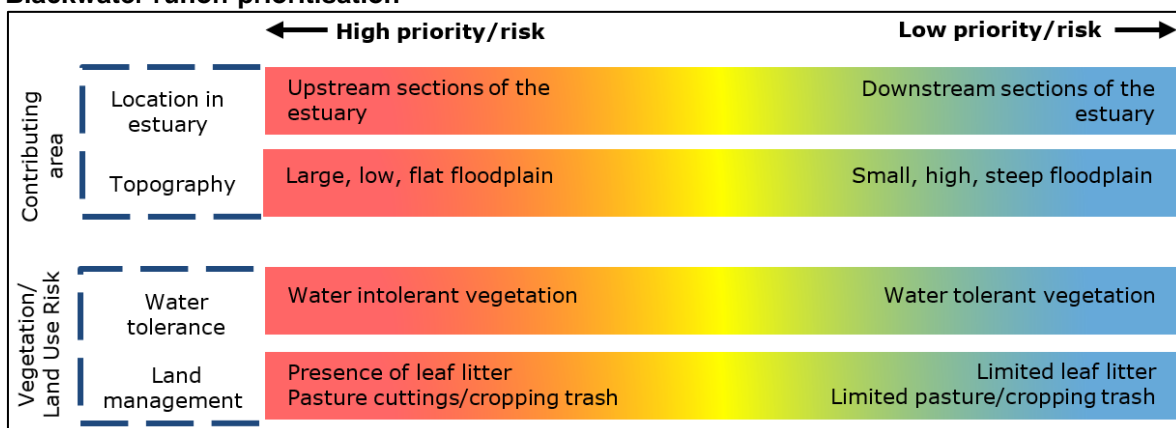 Blackwater runoff prioritisation
High priority/risk
Low priority/risk
Contributing
area
Location in
estuary
Upstream sections of the
estuary
Downstream sections of the
estuary
Topography
Large, low, flat floodplain
Small, high, steep floodplain
Vegetation/
Land Use Risk
Water
tolerance
Water intolerant vegetation
Water tolerant vegetation
Land
management
Presence of leaf litter
Pasture cuttings/cropping trash
Limited leaf litter
Limited pasture/cropping trash